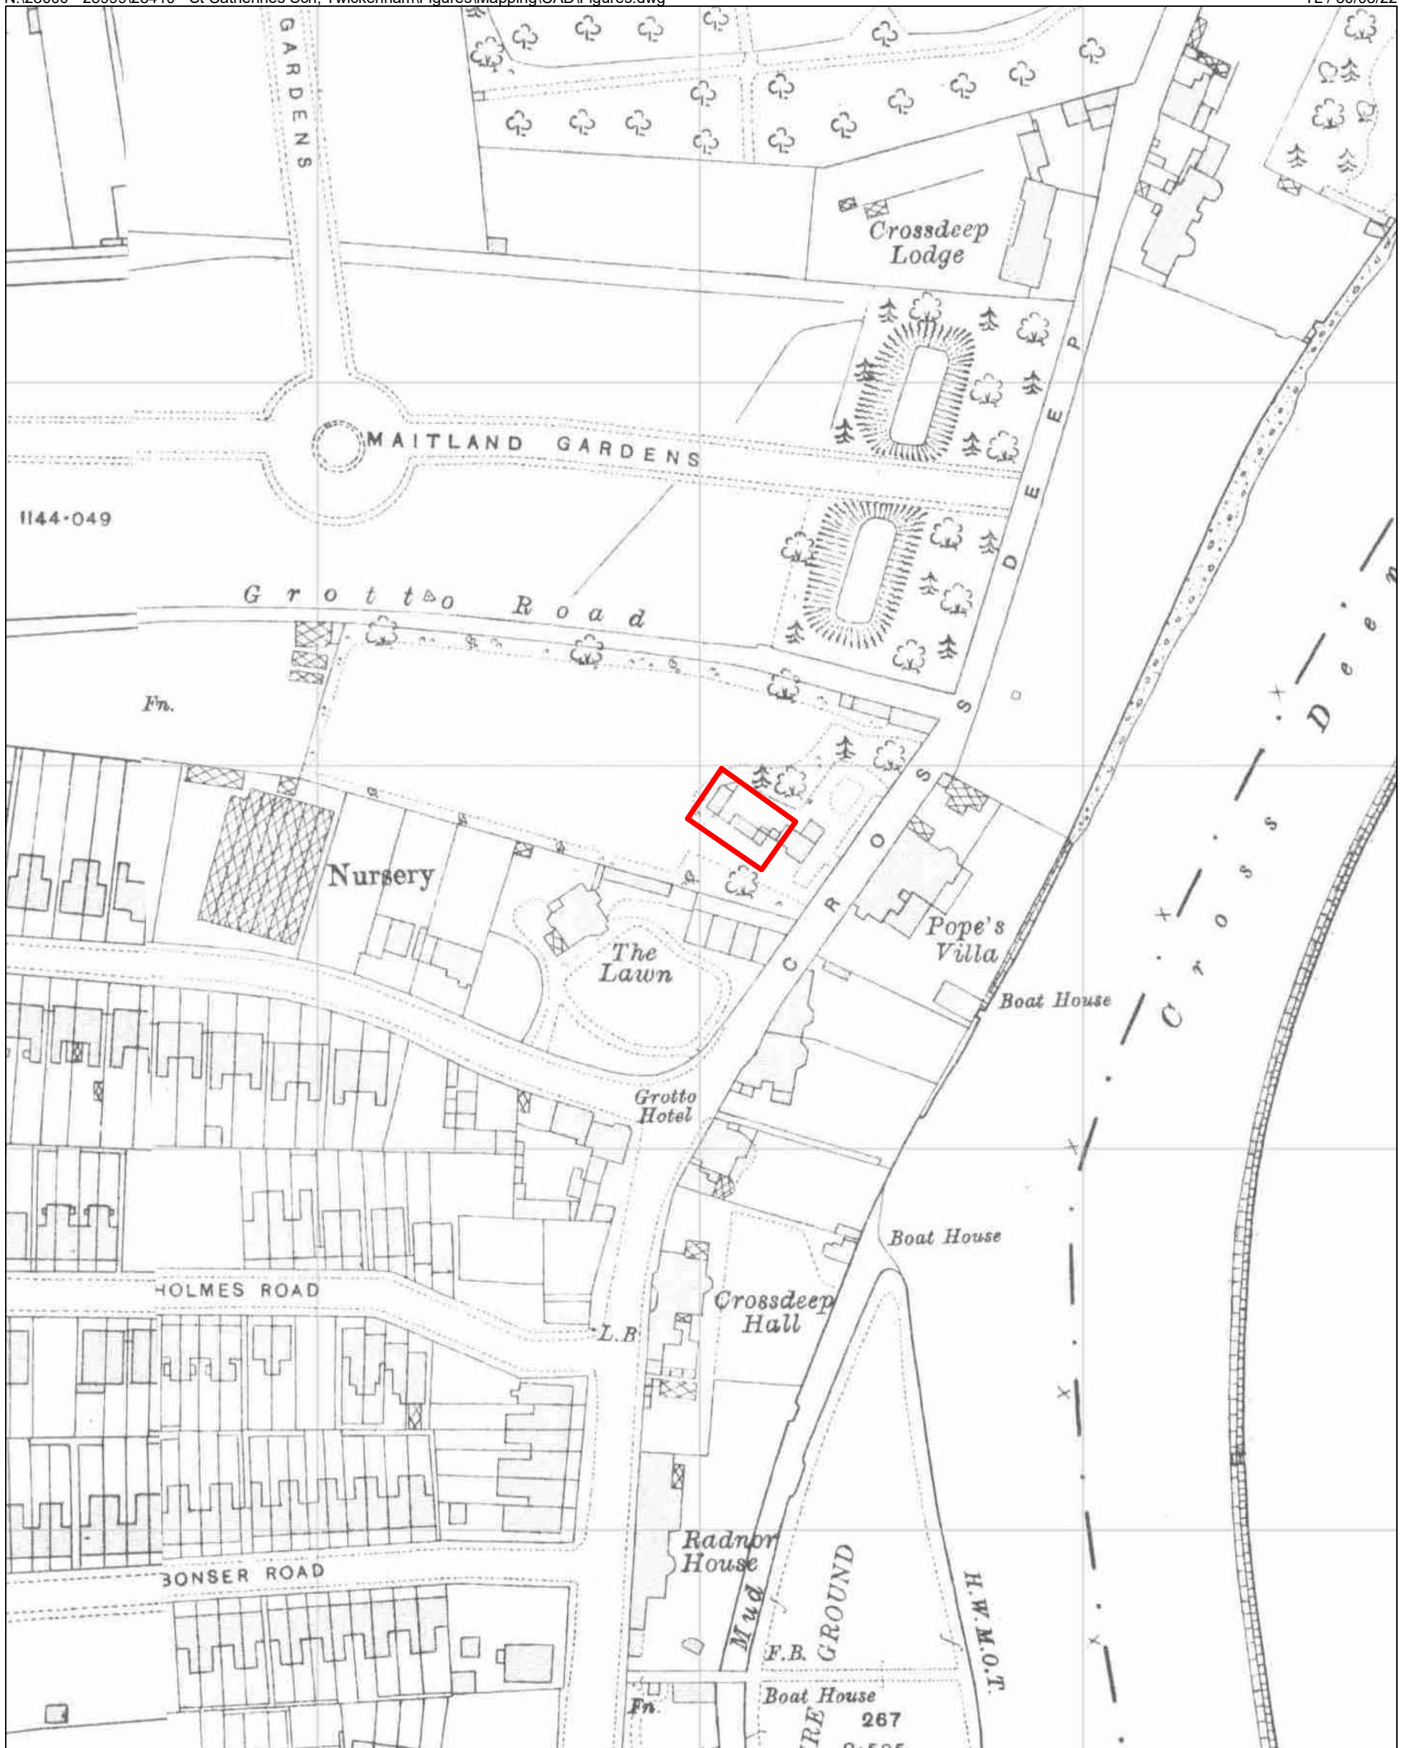 GARDENS
Crossdeep
Lodge
MAITLAND GARDENS
1144·049
Grotto Road
CROSS DEEP
Cross Deep
Fn.
Nursery
The
Lawn
Pope's
Villa
Boat House
Grotto
Hotel
Boat House
HOLMES ROAD
L.B
Crossdeep
Hall
Radnor
House
BONSER ROAD
Mud
GROUND
H.W.M.O.T.
F.B.
Boat House
Fn.
267